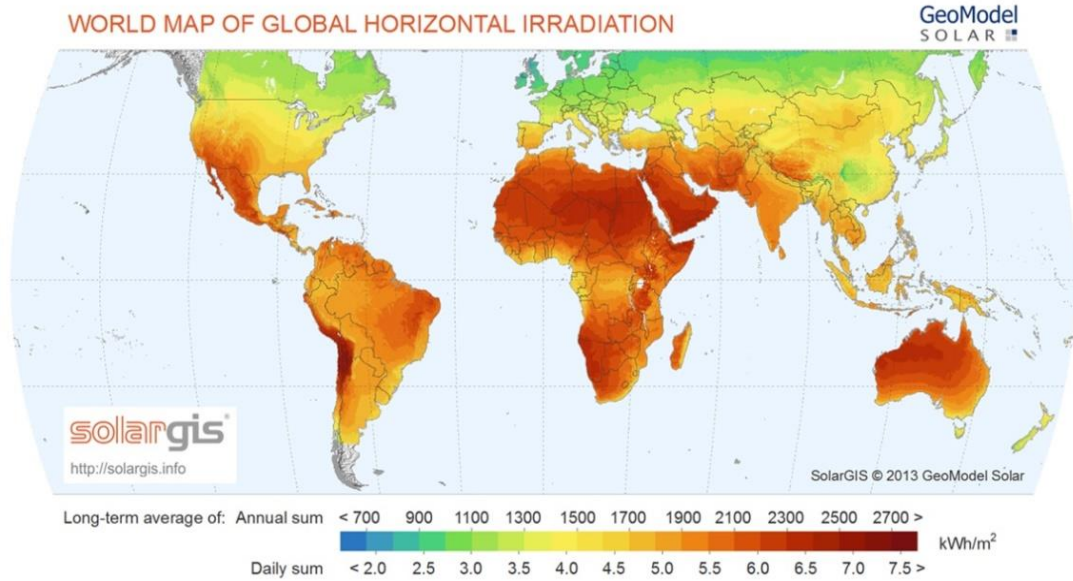 WORLD MAP OF GLOBAL HORIZONTAL IRRADIATION
GeoModel
SOLAR
solargis®
http://solargis.info
SolarGIS © 2013 GeoModel Solar
Long-term average of: Annual sum < 700 900 1100 1300 1500 1700 1900 2100 2300 2500 2700 >
kWh/m²
Daily sum < 2.0 2.5 3.0 3.5 4.0 4.5 5.0 5.5 6.0 6.5 7.0 7.5 >